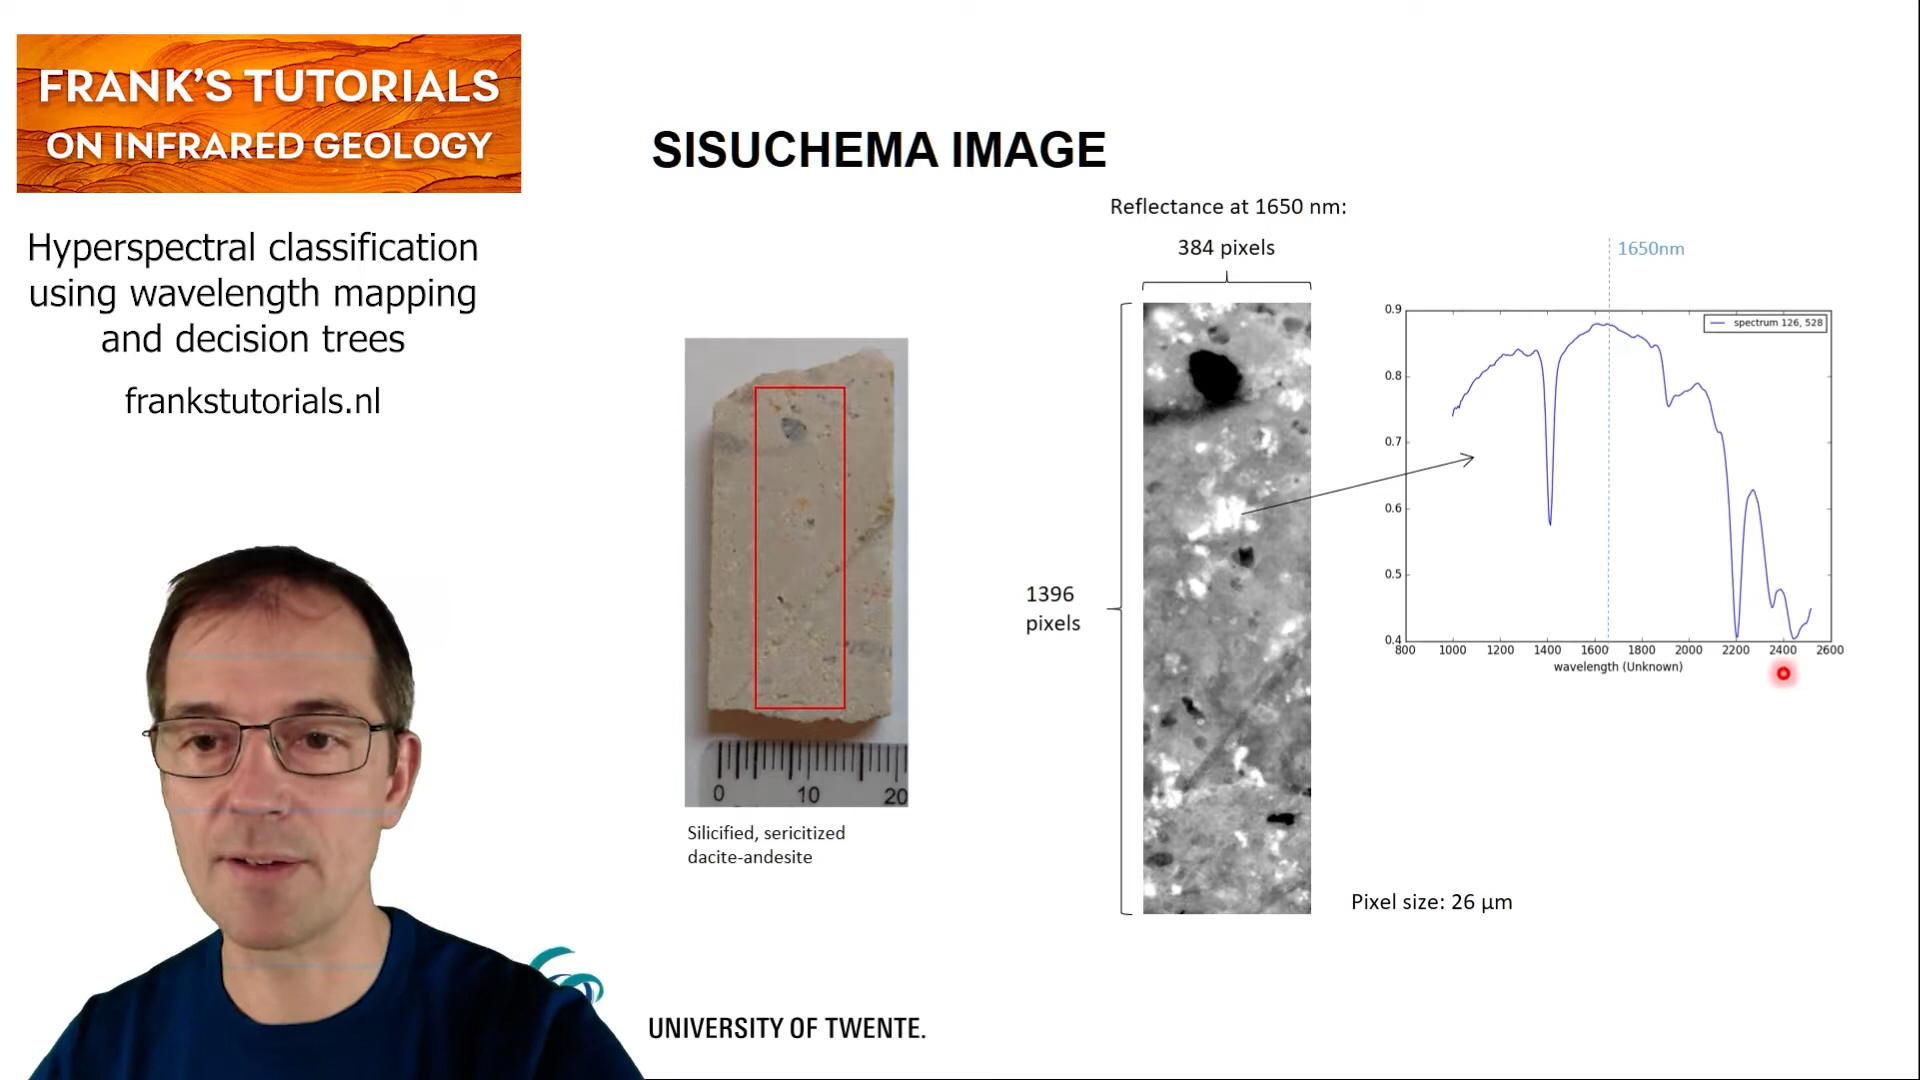 FRANK'S TUTORIALS
ON INFRARED GEOLOGY
Hyperspectral classification
using wavelength mapping
and decision trees
frankstutorials.nl
SISUCHEMA IMAGE
Reflectance at 1650 nm:
384 pixels
1396
pixels
0 10 20
Silicified, sericitized
dacite-andesite
1650nm
spectrum 126, 528
0.9
0.8
0.7
0.6
0.5
0.4
800 1000 1200 1400 1600 1800 2000 2200 2400 2600
wavelength (Unknown)
Pixel size: 26 µm
UNIVERSITY OF TWENTE.